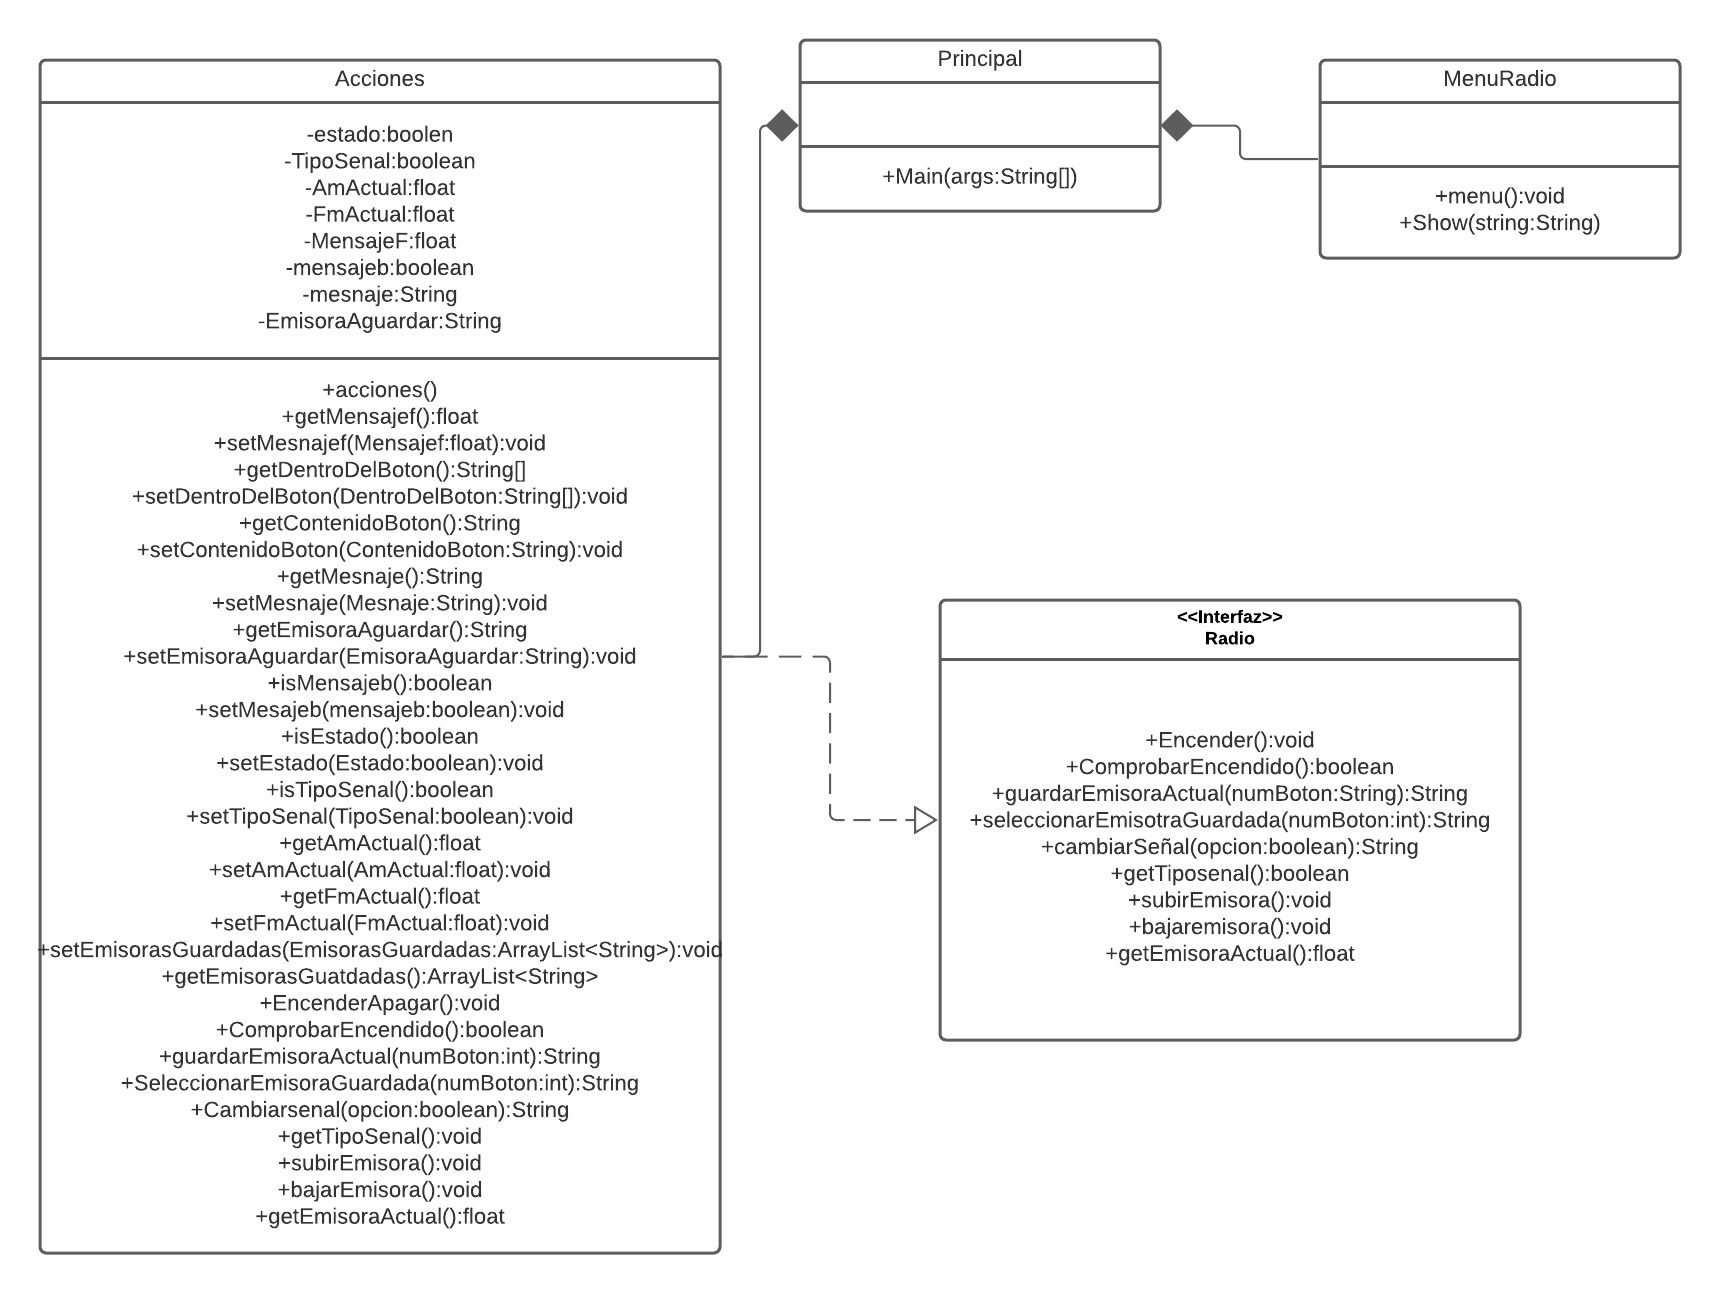 Acciones
-estado:boolen
-TipoSenal:boolean
-AmActual:float
-FmActual:float
-MensajeF:float
-mensajeb:boolean
-mesnaje:String
-EmisoraAguardar:String
+acciones()
+getMensajef():float
+setMesnajef(Mensajef:float):void
+getDentroDelBoton():String[]
+setDentroDelBoton(DentroDelBoton:String[]):void
+getContenidoBoton():String
+setContenidoBoton(ContenidoBoton:String):void
+getMesnaje():String
+setMesnaje(Mesnaje:String):void
+getEmisoraAguardar():String
+setEmisoraAguardar(EmisoraAguardar:String):void
+isMensajeb():boolean
+setMesajeb(mensajeb:boolean):void
+isEstado():boolean
+setEstado(Estado:boolean):void
+isTipoSenal():boolean
+setTipoSenal(TipoSenal:boolean):void
+getAmActual():float
+setAmActual(AmActual:float):void
+getFmActual():float
+setFmActual(FmActual:float):void
+setEmisorasGuardadas(EmisorasGuardadas:ArrayList<String>):void
+getEmisorasGuatdadas():ArrayList<String>
+EncenderApagar():void
+ComprobarEncendido():boolean
+guardarEmisoraActual(numBoton:int):String
+SeleccionarEmisoraGuardada(numBoton:int):String
+Cambiarsenal(opcion:boolean):String
+getTipoSenal():void
+subirEmisora():void
+bajarEmisora():void
+getEmisoraActual():float
Principal
+Main(args:String[])
MenuRadio
+menu():void
+Show(string:String)
<<Interfaz>>
Radio
+Encender():void
+ComprobarEncendido():boolean
+guardarEmisoraActual(numBoton:String):String
+seleccionarEmisotraGuardada(numBoton:int):String
+cambiarSeñal(opcion:boolean):String
+getTiposenal():boolean
+subirEmisora():void
+bajaremisora():void
+getEmisoraActual():float